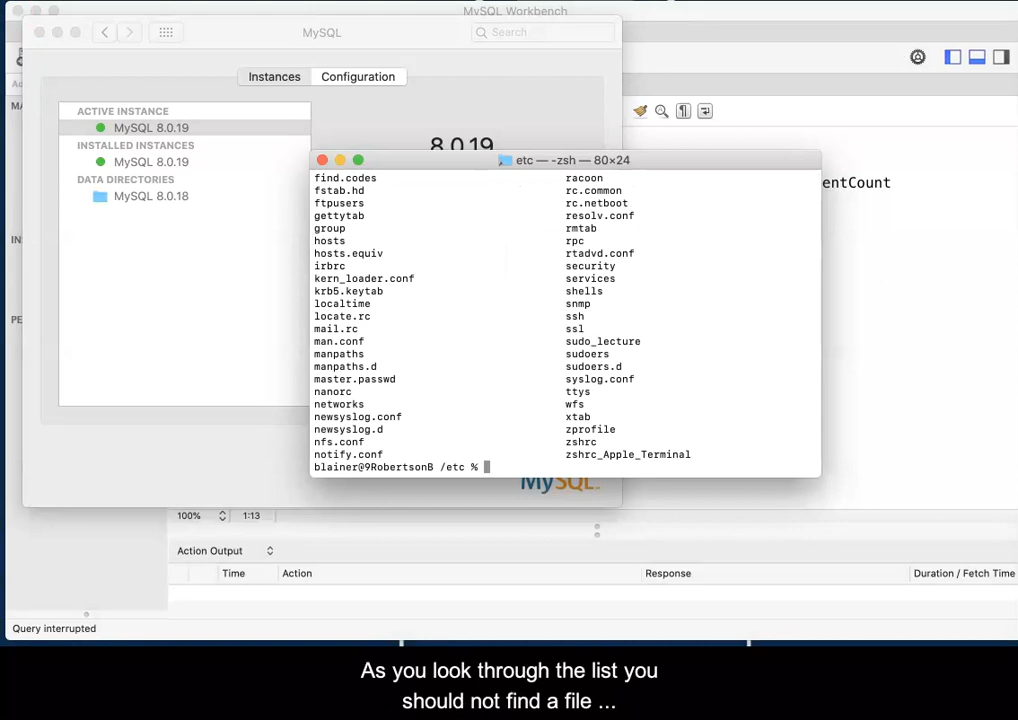 MySQL Workbench
MySQL
Search
Instances
Configuration
ACTIVE INSTANCE
MySQL 8.0.19
INSTALLED INSTANCES
MySQL 8.0.19
DATA DIRECTORIES
MySQL 8.0.18
8.0.19
entCount
etc — -zsh — 80×24
find.codes racoon
fstab.hd rc.common
ftpusers rc.netboot
gettytab resolv.conf
group rmtab
hosts rpc
hosts.equiv rtadvd.conf
irbrc security
kern_loader.conf services
krb5.keytab shells
localtime snmp
locate.rc ssh
mail.rc ssl
man.conf sudo_lecture
manpaths sudoers
manpaths.d sudoers.d
master.passwd syslog.conf
nanorc ttys
networks wfs
newsyslog.conf xtab
newsyslog.d zprofile
nfs.conf zshrc
notify.conf zshrc_Apple_Terminal
blainer@9RobertsonB /etc %
MySQL
100% 1:13
Action Output
Time Action Response Duration / Fetch Time
Query interrupted
As you look through the list you
should not find a file ...